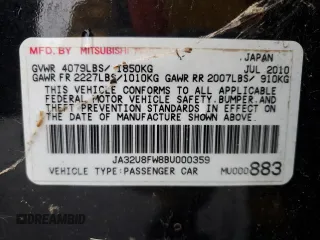 MFD. BY MITSUBISHI
JAPAN
GVWR 4079LBS/ 1850KG JUL 2010
GAWR FR 2227LBS/1010KG GAWR RR 2007LBS/ 910KG
THIS VEHICLE CONFORMS TO ALL APPLICABLE
FEDERAL MOTOR VEHICLE SAFETY,BUMPER,AND
THEFT PREVENTION STANDARDS IN EFFECT ON
THE DATE OF MANUFACTURE SHOWN ABOVE.
JA32U8FW8BU000359
VEHICLE TYPE:PASSENGER CAR MU000883
DREAMBID